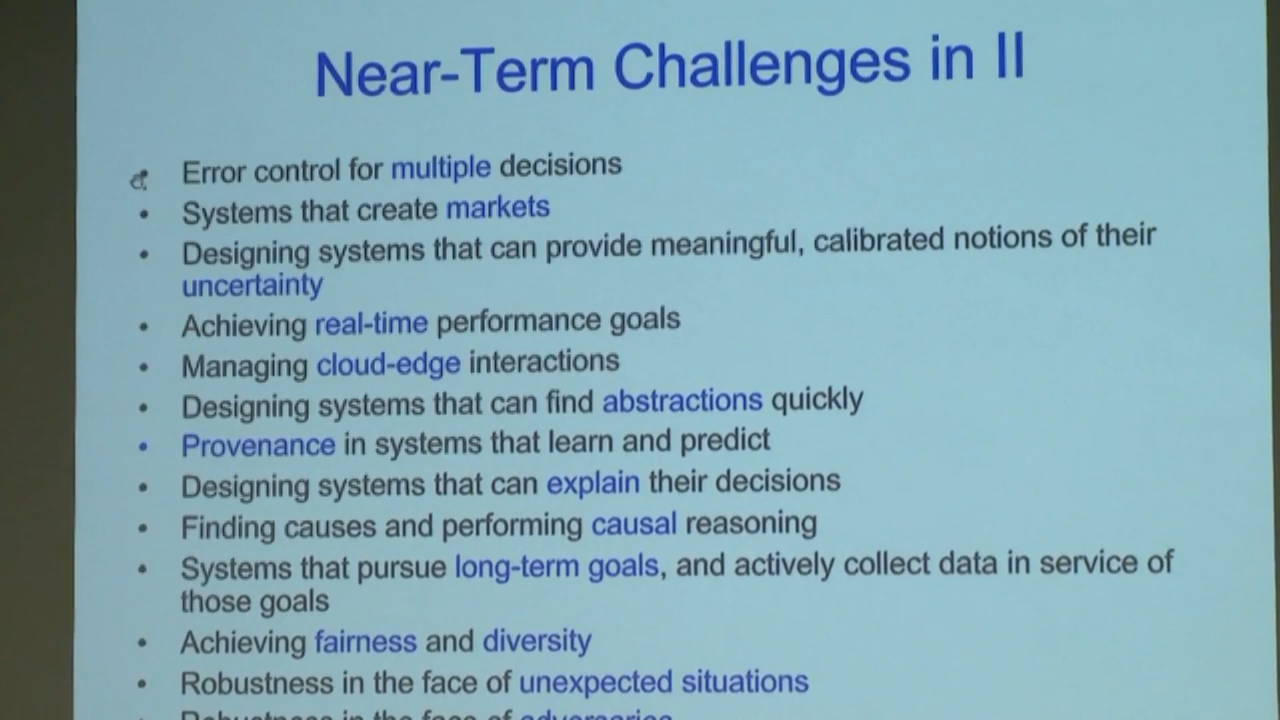 Near-Term Challenges in II
• Error control for multiple decisions
• Systems that create markets
• Designing systems that can provide meaningful, calibrated notions of their
uncertainty
• Achieving real-time performance goals
• Managing cloud-edge interactions
• Designing systems that can find abstractions quickly
• Provenance in systems that learn and predict
• Designing systems that can explain their decisions
• Finding causes and performing causal reasoning
• Systems that pursue long-term goals, and actively collect data in service of
those goals
• Achieving fairness and diversity
• Robustness in the face of unexpected situations
Robustness in the face of adversaries